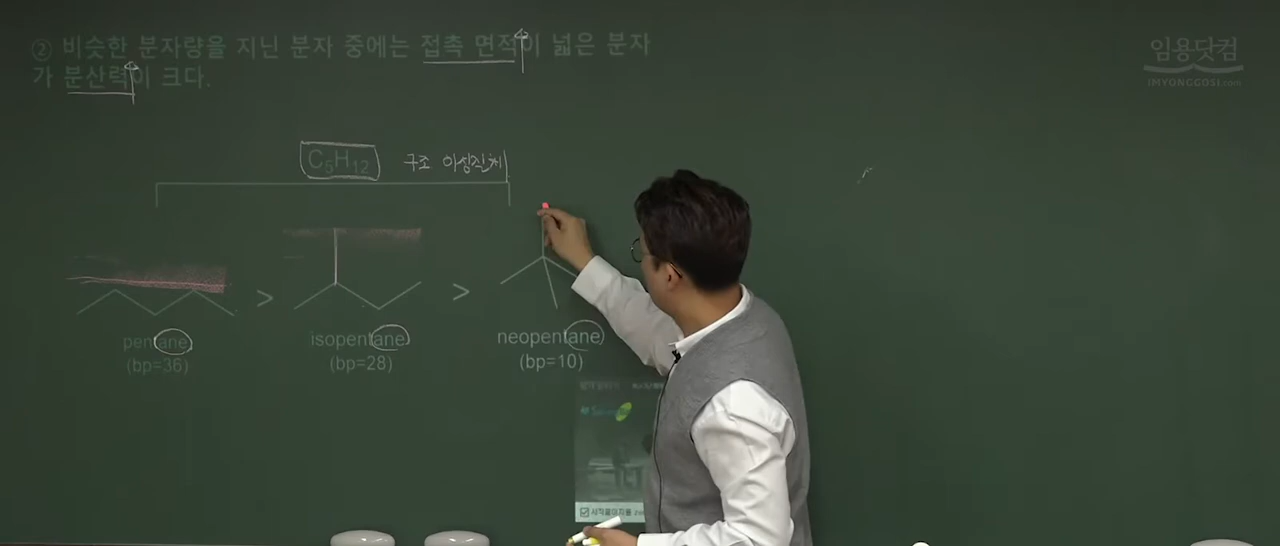 ② 비슷한 분자량을 지닌 분자 중에는 접촉 면적이 넓은 분자
가 분산력이 크다.
임용닷컴
IMYONGGOSI.com
C5H12 구조 이성질체
> >
pentane isopentane neopentane
(bp=36) (bp=28) (bp=10)